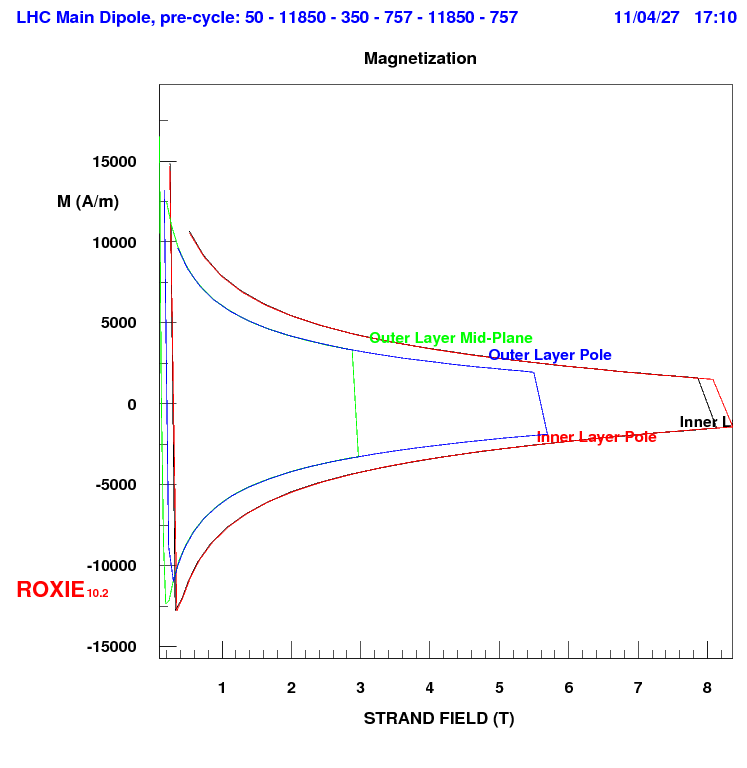 LHC Main Dipole, pre-cycle: 50 - 11850 - 350 - 757 - 11850 - 757 11/04/27 17:10
Magnetization
15000
M (A/m)
10000
5000
Outer Layer Mid-Plane
Outer Layer Pole
0
Inner L
Inner Layer Pole
-5000
-10000
ROXIE 10.2
-15000
1 2 3 4 5 6 7 8
STRAND FIELD (T)